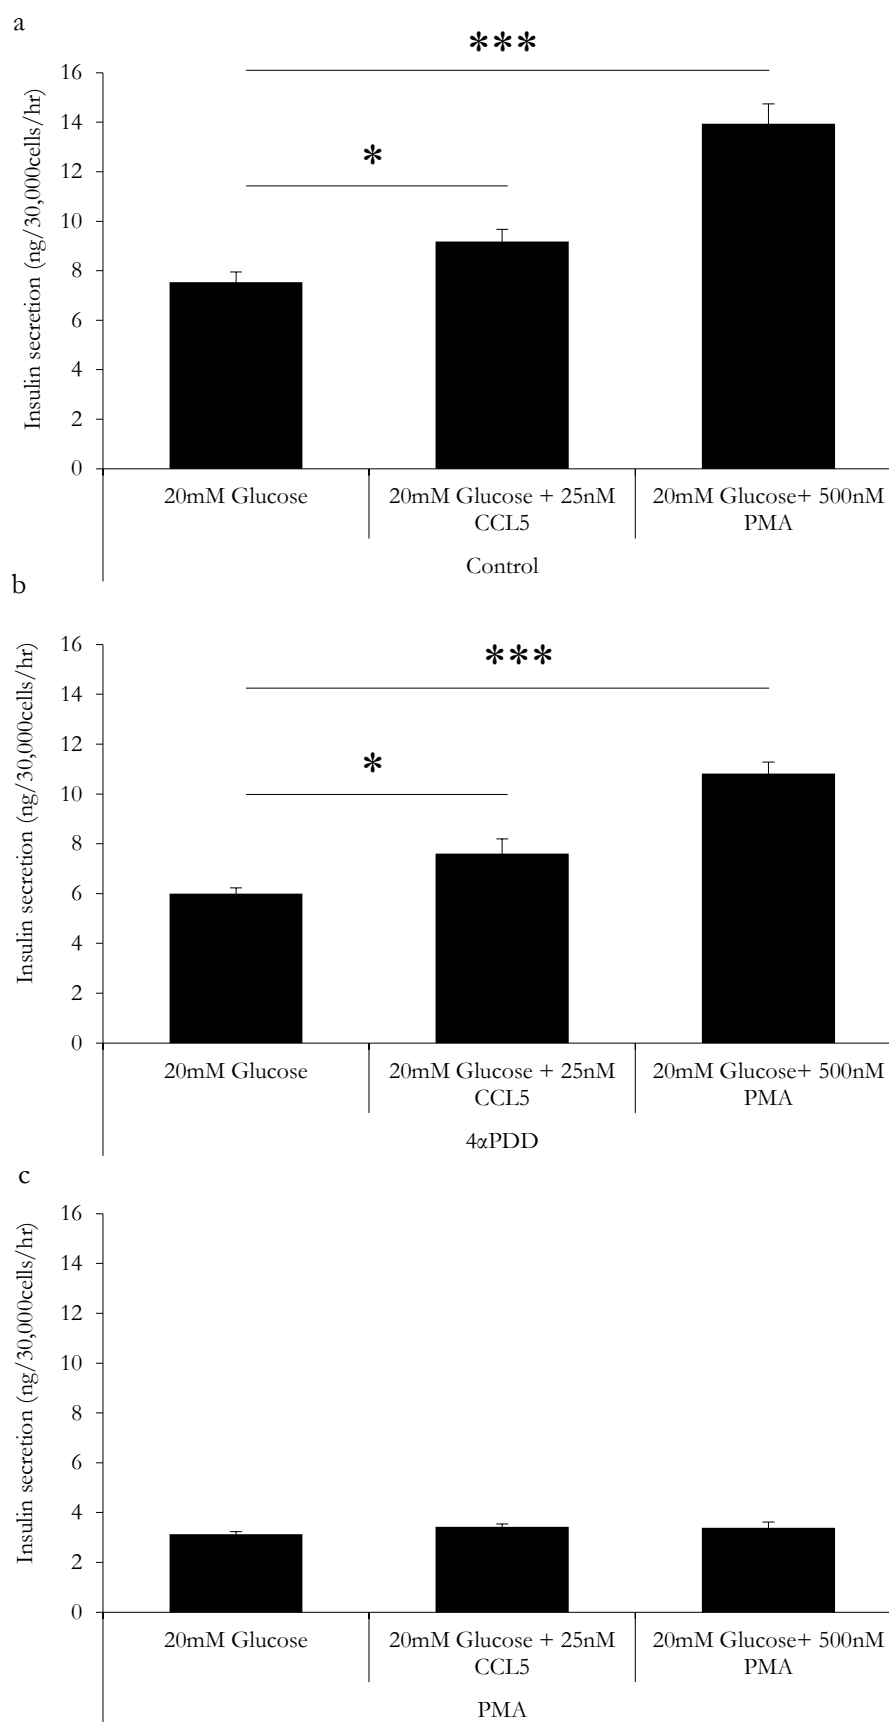 a
***
*
Insulin secretion (ng/30,000cells/hr)
16
14
12
10
8
6
4
2
0
20mM Glucose
20mM Glucose + 25nM
CCL5
20mM Glucose+ 500nM
PMA
Control
b
***
*
Insulin secretion (ng/30,000cells/hr)
16
14
12
10
8
6
4
2
0
20mM Glucose
20mM Glucose + 25nM
CCL5
20mM Glucose+ 500nM
PMA
4αPDD
c
Insulin secretion (ng/30,000cells/hr)
16
14
12
10
8
6
4
2
0
20mM Glucose
20mM Glucose + 25nM
CCL5
20mM Glucose+ 500nM
PMA
PMA